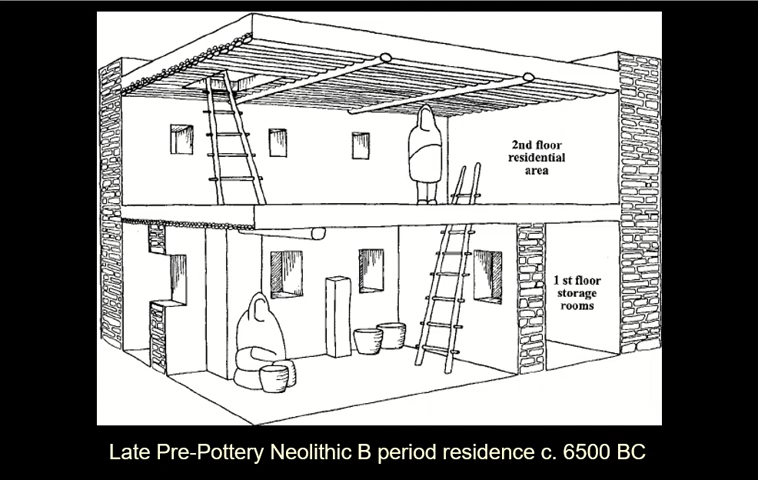 2nd floor
residential
area
1 st floor
storage
rooms
Late Pre-Pottery Neolithic B period residence c. 6500 BC